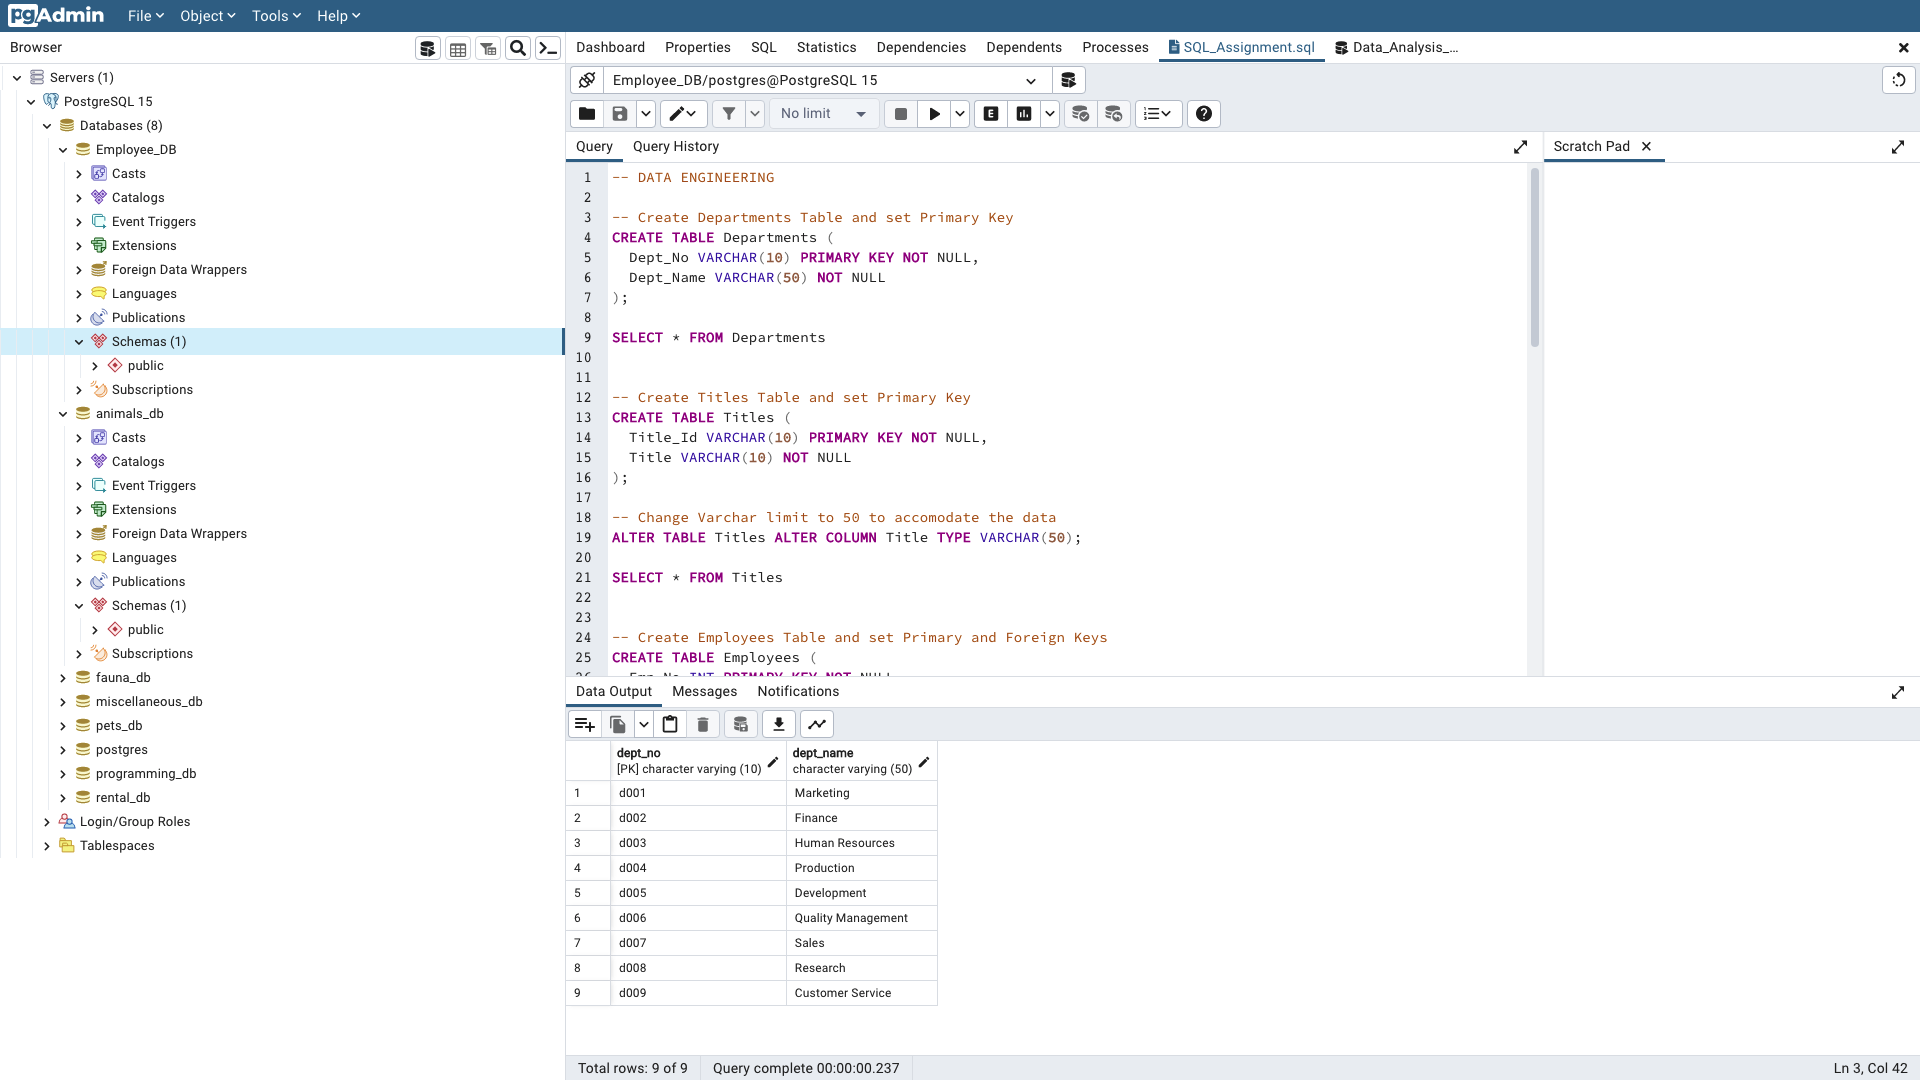 pgAdmin File Object Tools Help
Browser
Servers (1)
PostgreSQL 15
Databases (8)
Employee_DB
Casts
Catalogs
Event Triggers
Extensions
Foreign Data Wrappers
Languages
Publications
Schemas (1)
public
Subscriptions
animals_db
Casts
Catalogs
Event Triggers
Extensions
Foreign Data Wrappers
Languages
Publications
Schemas (1)
public
Subscriptions
fauna_db
miscellaneous_db
pets_db
postgres
programming_db
rental_db
Login/Group Roles
Tablespaces
Dashboard Properties SQL Statistics Dependencies Dependents Processes SQL_Assignment.sql Data_Analysis_...
Employee_DB/postgres@PostgreSQL 15
No limit E
Query Query History
1 -- DATA ENGINEERING
2
3 -- Create Departments Table and set Primary Key
4 CREATE TABLE Departments (
5 Dept_No VARCHAR(10) PRIMARY KEY NOT NULL,
6 Dept_Name VARCHAR(50) NOT NULL
7 );
8
9 SELECT * FROM Departments
10
11
12 -- Create Titles Table and set Primary Key
13 CREATE TABLE Titles (
14 Title_Id VARCHAR(10) PRIMARY KEY NOT NULL,
15 Title VARCHAR(10) NOT NULL
16 );
17
18 -- Change Varchar limit to 50 to accomodate the data
19 ALTER TABLE Titles ALTER COLUMN Title TYPE VARCHAR(50);
20
21 SELECT * FROM Titles
22
23
24 -- Create Employees Table and set Primary and Foreign Keys
25 CREATE TABLE Employees (
26 Emp_No INT PRIMARY KEY NOT NULL
Scratch Pad
Data Output Messages Notifications
dept_no dept_name
[PK] character varying (10) character varying (50)
1 d001 Marketing
2 d002 Finance
3 d003 Human Resources
4 d004 Production
5 d005 Development
6 d006 Quality Management
7 d007 Sales
8 d008 Research
9 d009 Customer Service
Total rows: 9 of 9 Query complete 00:00:00.237 Ln 3, Col 42